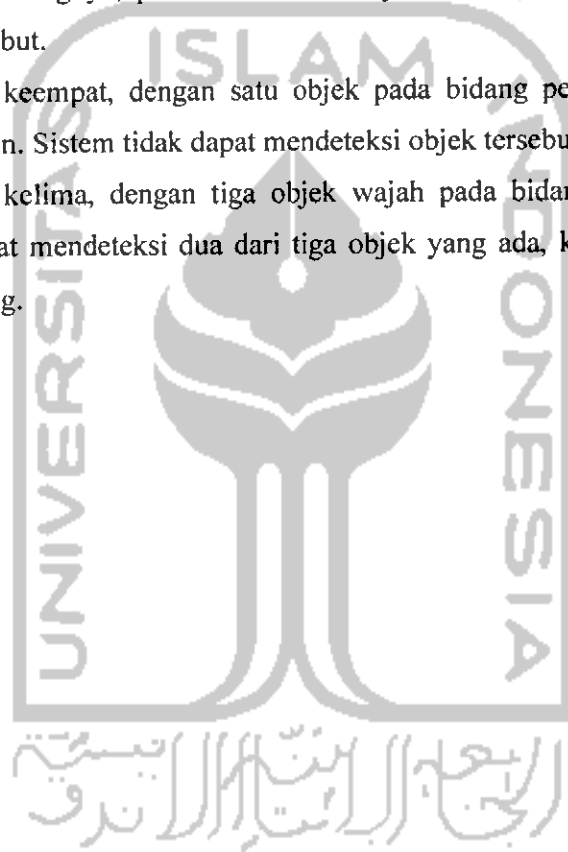 but.
keempat, dengan satu objek pada bidang pe
n. Sistem tidak dapat mendeteksi objek tersebu
kelima, dengan tiga objek wajah pada bidan
at mendeteksi dua dari tiga objek yang ada, k
g.
ISLAM
UNIVERSITAS
INDONESIA